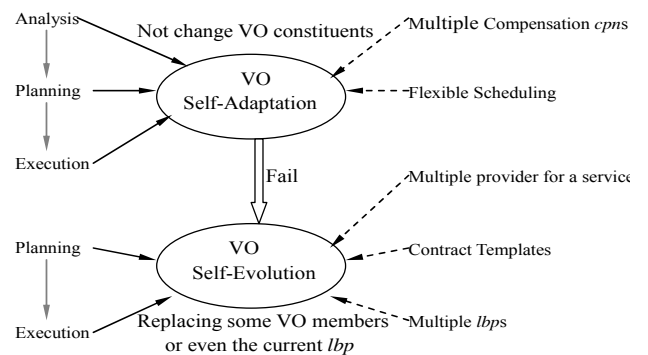 Analysis
Not change VO constituents
Multiple Compensation cpns
VO
Self-Adaptation
Planning
Flexible Scheduling
Execution
Fail
Multiple provider for a service
Planning
VO
Self-Evolution
Contract Templates
Execution
Multiple lbps
Replacing some VO members
or even the current lbp